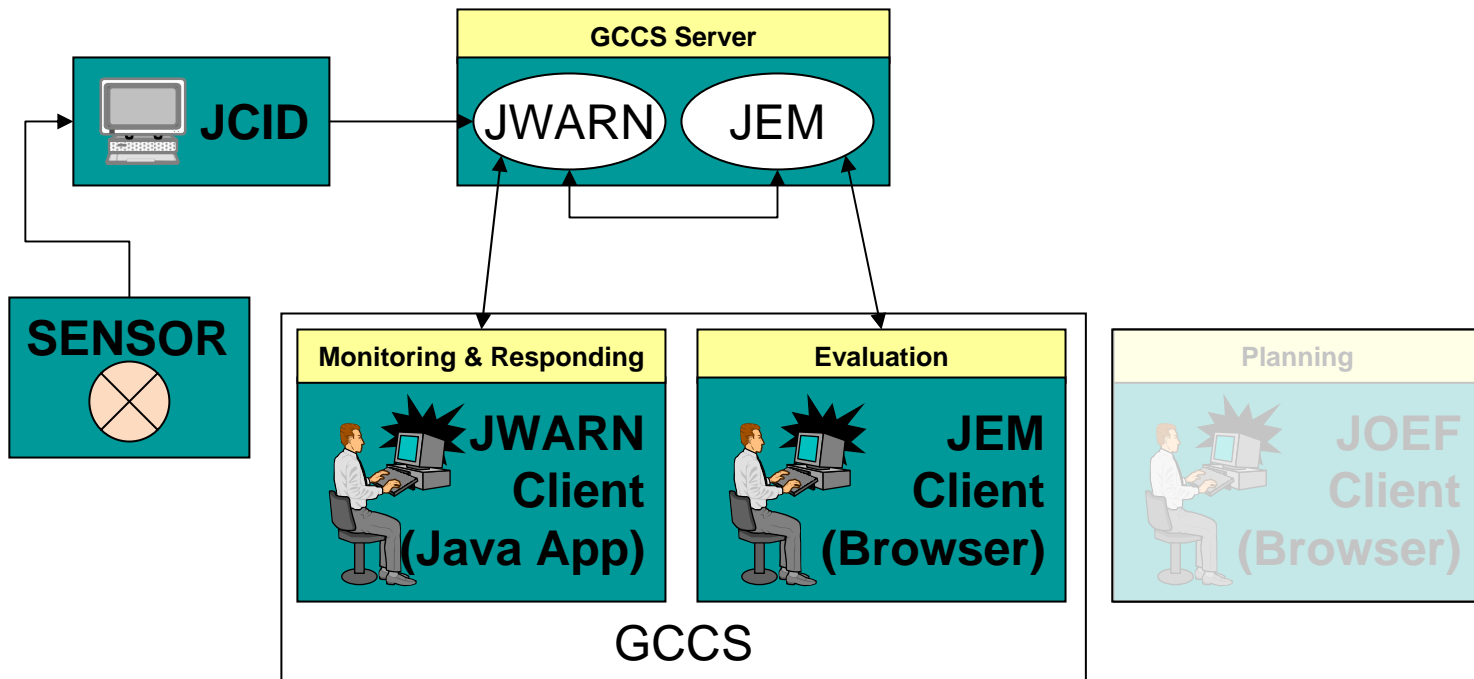 GCCS Server
JCID
JWARN
JEM
SENSOR
Monitoring & Responding
JWARN
Client
(Java App)
Evaluation
JEM
Client
(Browser)
Planning
JOEF
Client
(Browser)
GCCS